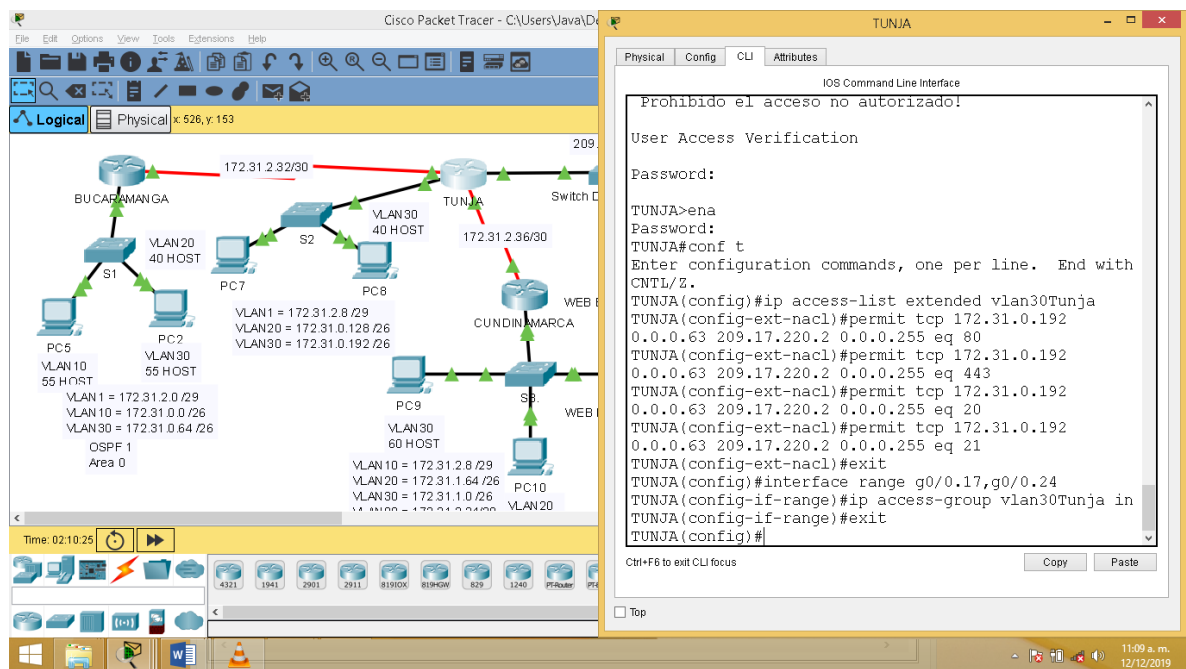 Cisco Packet Tracer - C:\Users\Java\De
File Edit Options View Tools Extensions Help
Logical
Physical x: 526, y: 153
209.
172.31.2.32/30
BUCARAMANGA
TUNJA
Switch D
VLAN30
40 HOST
S2
172.31.2.36/30
VLAN20
40 HOST
S1
PC7
PC8
CUNDINAMARCA
WEB E
VLAN1 = 172.31.2.8 /29
VLAN20 = 172.31.0.128 /26
VLAN30 = 172.31.0.192 /26
PC5
PC2
VLAN10
55 HOST
VLAN30
55 HOST
VLAN 1 = 172.31.2.0 /29
VLAN 10 = 172.31.0.0 /26
VLAN 30 = 172.31.0.64 /26
OSPF 1
Area 0
PC9
S3.
WEB
VLAN30
60 HOST
PC10
VLAN20
VLAN 10 = 172.31.2.8 /29
VLAN 20 = 172.31.1.64 /26
VLAN 30 = 172.31.1.0 /26
Time: 02:10:25
4321 1941 2901 2911 819IOX 819HGW 829 1240 PT-Router
TUNJA
Physical Config CLI Attributes
IOS Command Line Interface
Prohibido el acceso no autorizado!
User Access Verification
Password:
TUNJA>ena
Password:
TUNJA#conf t
Enter configuration commands, one per line. End with
CNTL/Z.
TUNJA(config)#ip access-list extended vlan30Tunja
TUNJA(config-ext-nacl)#permit tcp 172.31.0.192
0.0.0.63 209.17.220.2 0.0.0.255 eq 80
TUNJA(config-ext-nacl)#permit tcp 172.31.0.192
0.0.0.63 209.17.220.2 0.0.0.255 eq 443
TUNJA(config-ext-nacl)#permit tcp 172.31.0.192
0.0.0.63 209.17.220.2 0.0.0.255 eq 20
TUNJA(config-ext-nacl)#permit tcp 172.31.0.192
0.0.0.63 209.17.220.2 0.0.0.255 eq 21
TUNJA(config-ext-nacl)#exit
TUNJA(config)#interface range g0/0.17,g0/0.24
TUNJA(config-if-range)#ip access-group vlan30Tunja in
TUNJA(config-if-range)#exit
TUNJA(config)#
Ctrl+F6 to exit CLI focus
Copy
Paste
Top
11:09 a. m.
12/12/2019